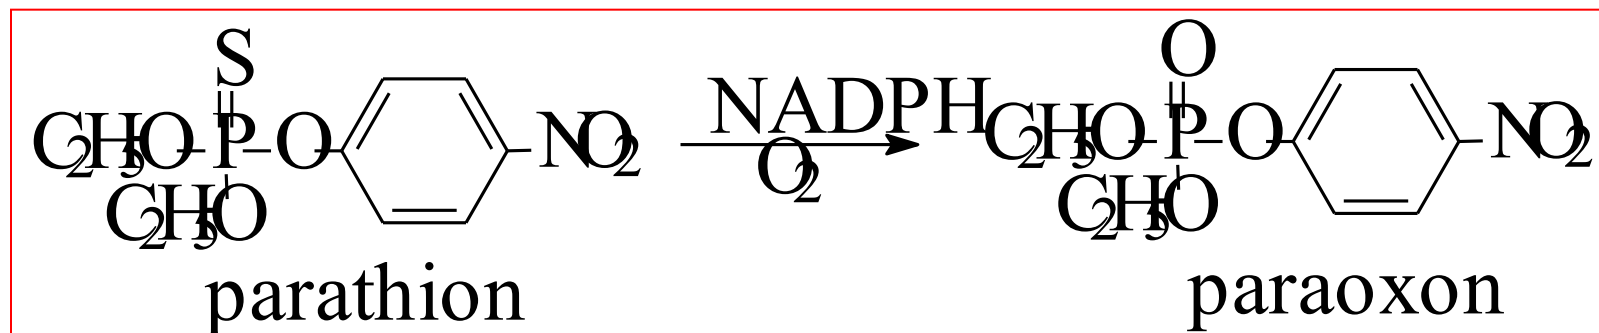 S O
C2H5O P O NO2 NADPH C2H5O P O NO2
O2
C2H5O C2H5O
parathion paraoxon